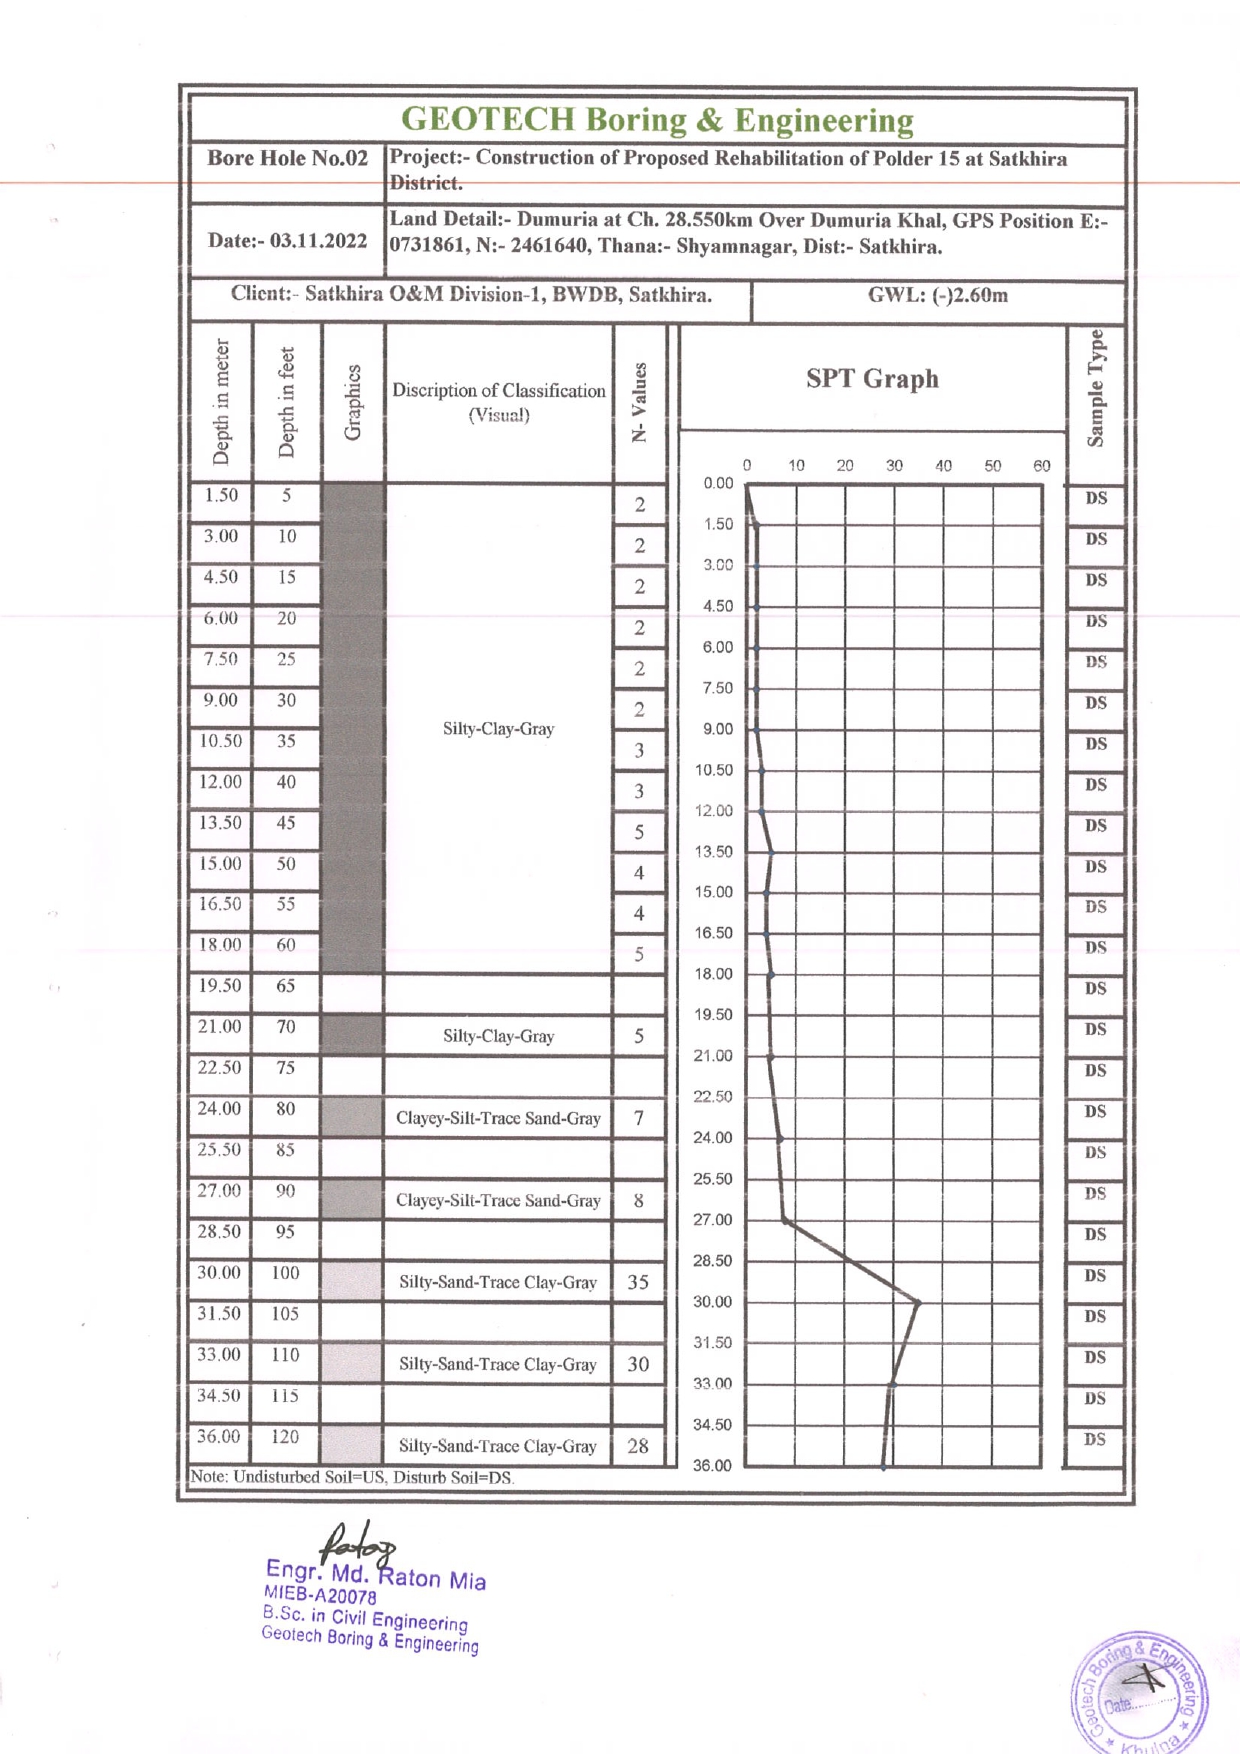 GEOTECH Boring & Engineering
Bore Hole No.02
Project:- Construction of Proposed Rehabilitation of Polder 15 at Satkhira
District.
Date:- 03.11.2022
Land Detail:- Dumuria at Ch. 28.550km Over Dumuria Khal, GPS Position E:-
0731861, N:- 2461640, Thana:- Shyamnagar, Dist:- Satkhira.
Client:- Satkhira O&M Division-1, BWDB, Satkhira.
GWL: (-)2.60m
Depth in meter
Depth in feet
Graphics
Discription of Classification
(Visual)
N- Values
SPT Graph
Sample Type
0 10 20 30 40 50 60
0.00
1.50 5 2 1.50 DS
3.00 10 2 3.00 DS
4.50 15 2 4.50 DS
6.00 20 2 6.00 DS
7.50 25 2 7.50 DS
9.00 30 2 9.00 DS
Silty-Clay-Gray
10.50 35 3 10.50 DS
12.00 40 3 12.00 DS
13.50 45 5 13.50 DS
15.00 50 4 15.00 DS
16.50 55 4 16.50 DS
18.00 60 5 18.00 DS
19.50 65 19.50 DS
21.00 70 Silty-Clay-Gray 5 21.00 DS
22.50 75 22.50 DS
24.00 80 Clayey-Silt-Trace Sand-Gray 7 24.00 DS
25.50 85 25.50 DS
27.00 90 Clayey-Silt-Trace Sand-Gray 8 27.00 DS
28.50 95 28.50 DS
30.00 100 Silty-Sand-Trace Clay-Gray 35 30.00 DS
31.50 105 31.50 DS
33.00 110 Silty-Sand-Trace Clay-Gray 30 33.00 DS
34.50 115 34.50 DS
36.00 120 Silty-Sand-Trace Clay-Gray 28 36.00 DS
Note: Undisturbed Soil=US, Disturb Soil=DS.
Engr. Md. Raton Mia
MIEB-A20078
B.Sc. in Civil Engineering
Geotech Boring & Engineering
Geotech Boring & Engineering
Date:
Khulna